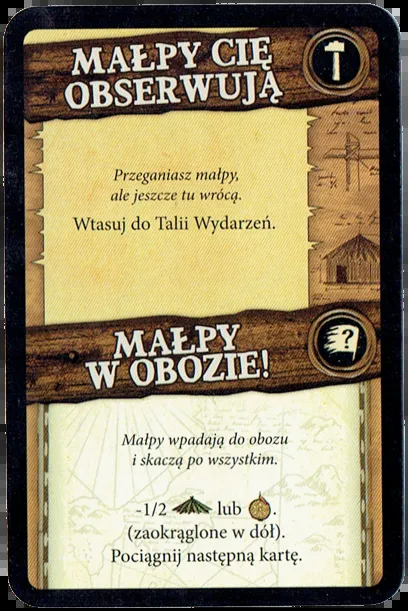 MAŁPY CIĘ
OBSERWUJĄ
Przeganiasz małpy,
ale jeszcze tu wrócą.
Wtasuj do Talii Wydarzeń.
?
MAŁPY
W OBOZIE!
Małpy wpadają do obozu
i skaczą po wszystkim.
-1/2 lub .
(zaokrąglone w dół).
Pociągnij następną kartę.